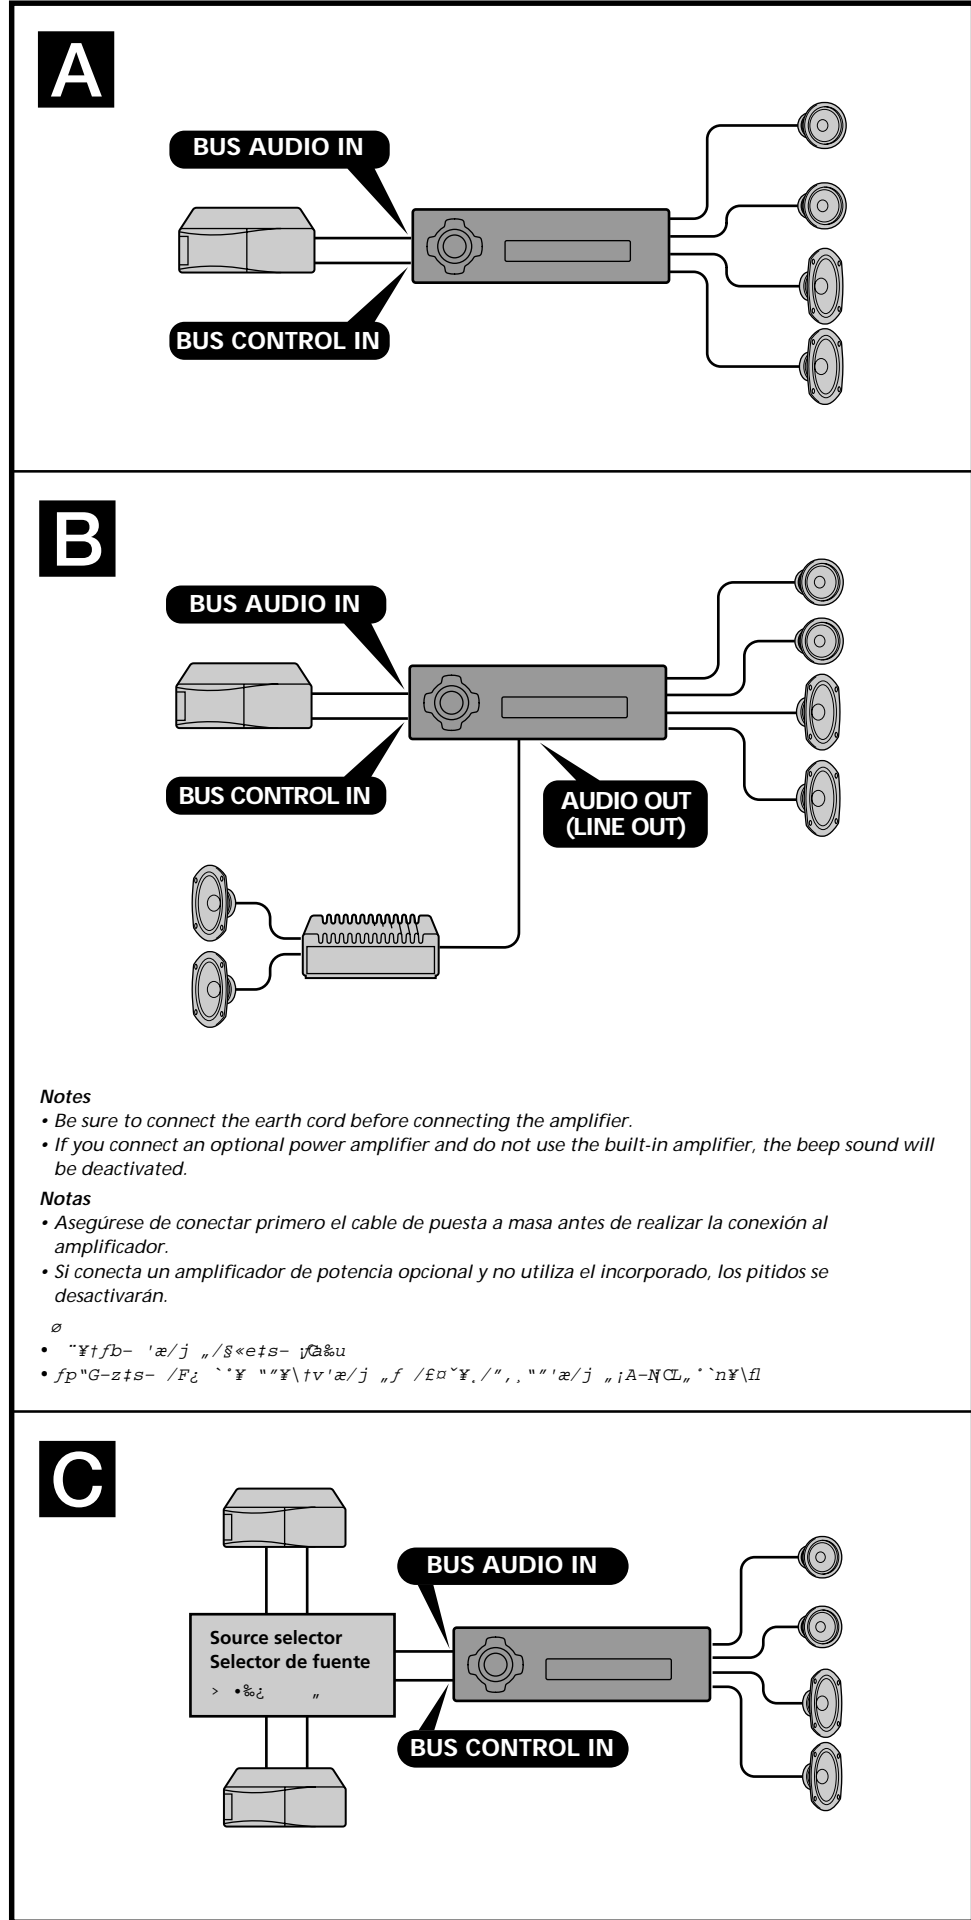 A
BUS AUDIO IN
BUS CONTROL IN
B
BUS AUDIO IN
BUS CONTROL IN
AUDIO OUT
(LINE OUT)
Notes
• Be sure to connect the earth cord before connecting the amplifier.
• If you connect an optional power amplifier and do not use the built-in amplifier, the beep sound will
be deactivated.
Notas
• Asegúrese de conectar primero el cable de puesta a masa antes de realizar la conexión al
amplificador.
• Si conecta un amplificador de potencia opcional y no utiliza el incorporado, los pitidos se
desactivarán.
C
BUS AUDIO IN
Source selector
Selector de fuente
BUS CONTROL IN